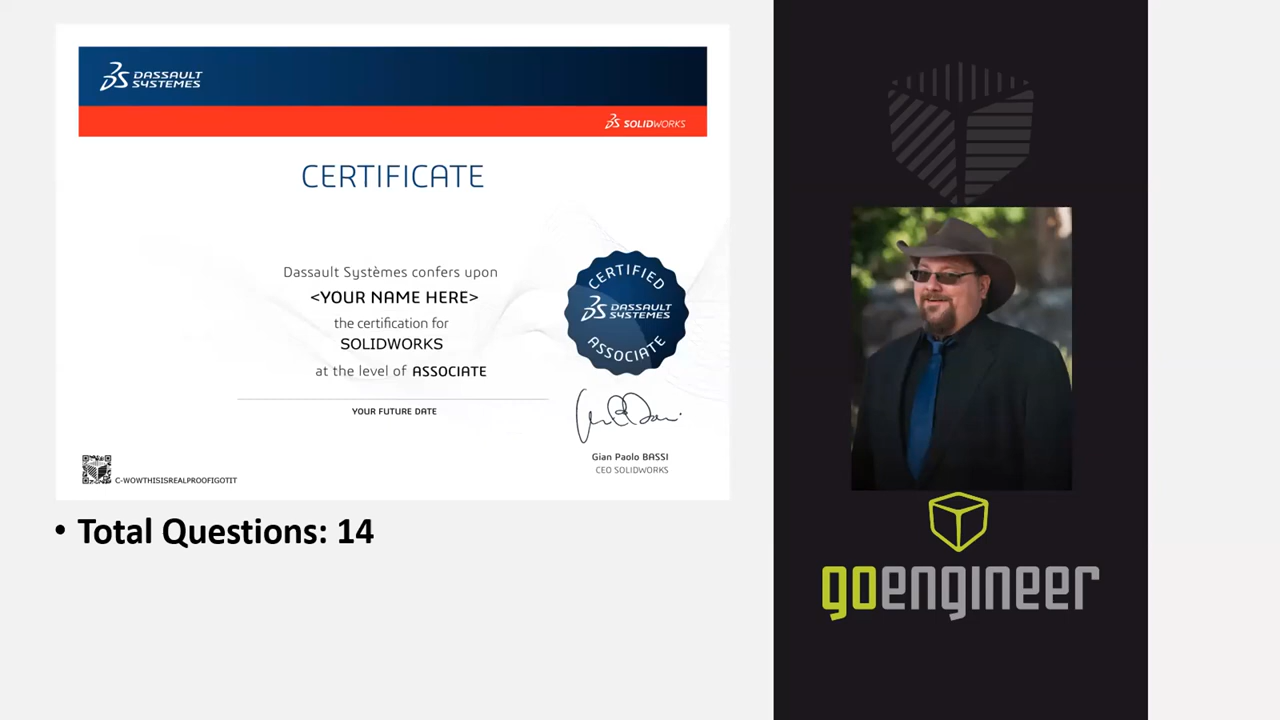 DASSAULT
SYSTEMES
SOLIDWORKS
CERTIFICATE
Dassault Systèmes confers upon
<YOUR NAME HERE>
the certification for
SOLIDWORKS
at the level of ASSOCIATE
YOUR FUTURE DATE
CERTIFIED
DASSAULT
SYSTEMES
ASSOCIATE
Gian Paolo BASSI
CEO SOLIDWORKS
C-WOWTHISISREALPROOFIGOTIT
• Total Questions: 14
goengineer